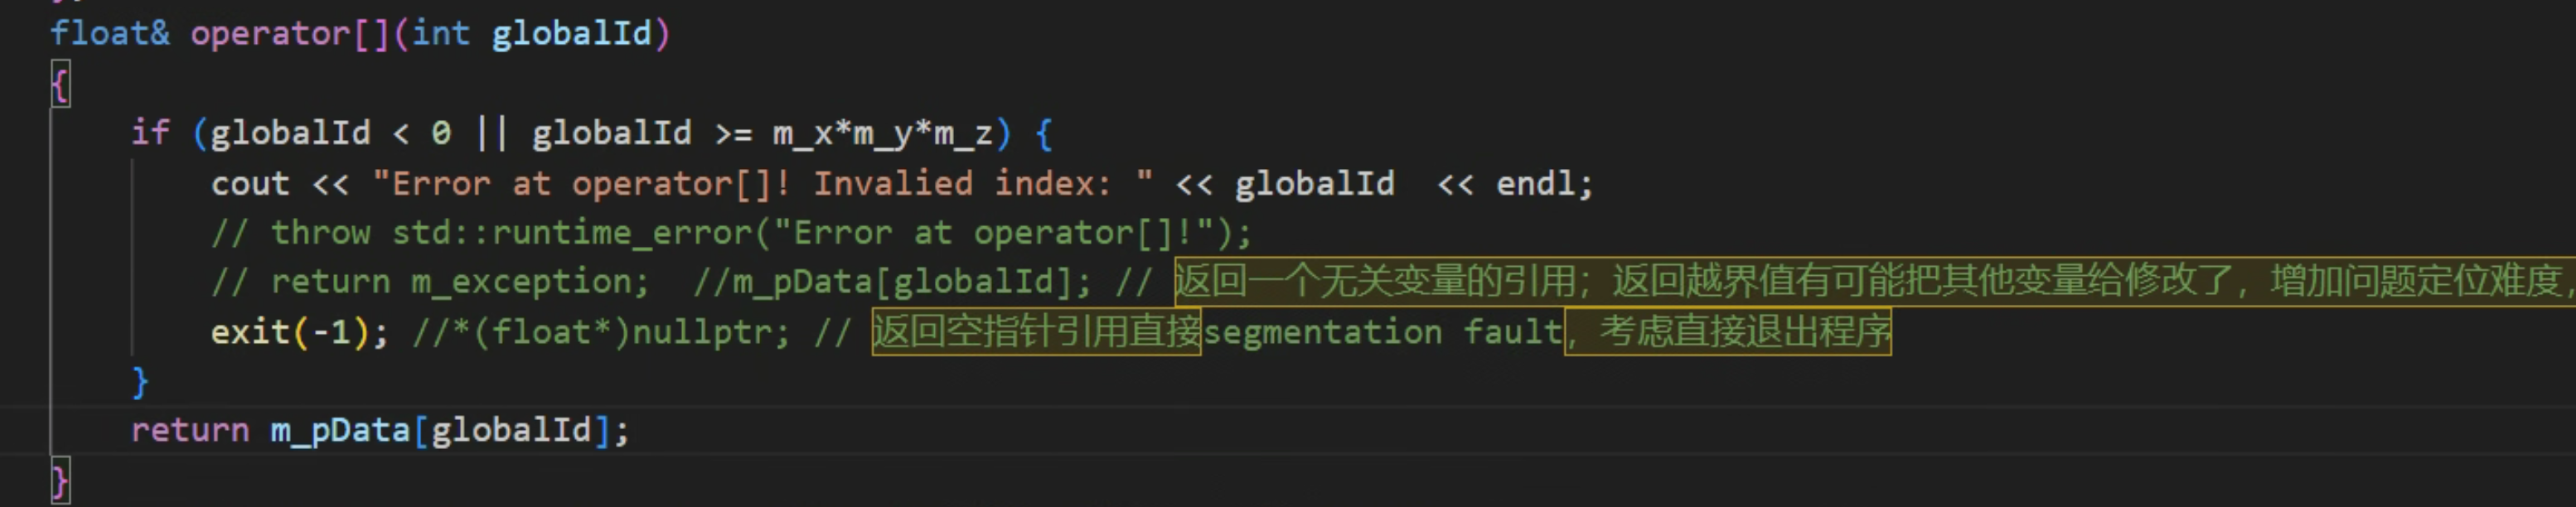 float& operator[](int globalId)
{
if (globalId < 0 || globalId >= m_x*m_y*m_z) {
cout << "Error at operator[]! Invalied index: " << globalId  << endl;
// throw std::runtime_error("Error at operator[]!");
// return m_exception;  //m_pData[globalId]; // 返回一个无关变量的引用；返回越界值有可能把其他变量给修改了，增加问题定位难度，
exit(-1); //*(float*)nullptr; // 返回空指针引用直接segmentation fault，考虑直接退出程序
}
return m_pData[globalId];
}